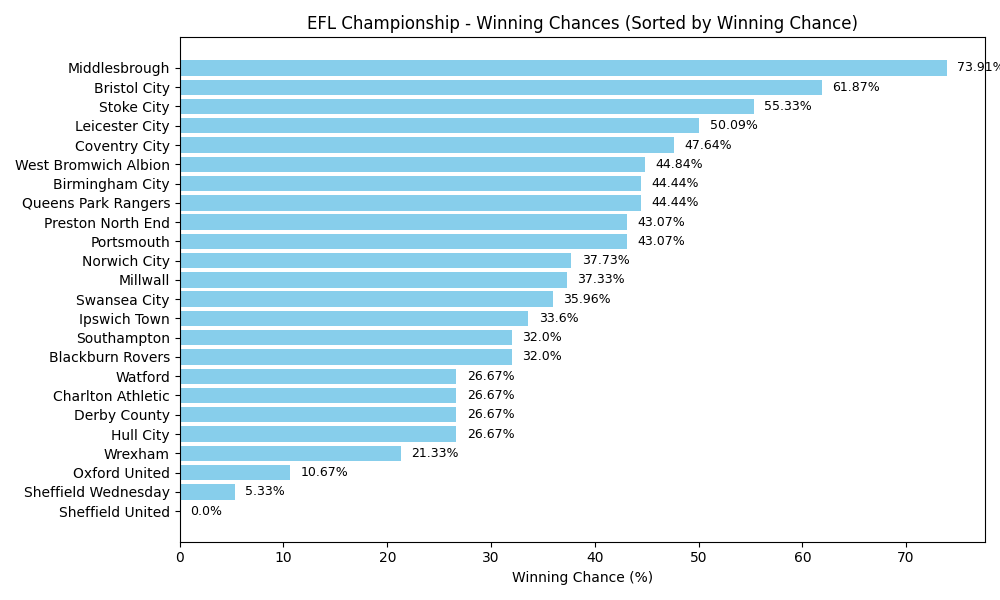 EFL Championship - Winning Chances (Sorted by Winning Chance)
Middlesbrough 73.91%
Bristol City 61.87%
Stoke City 55.33%
Leicester City 50.09%
Coventry City 47.64%
West Bromwich Albion 44.84%
Birmingham City 44.44%
Queens Park Rangers 44.44%
Preston North End 43.07%
Portsmouth 43.07%
Norwich City 37.73%
Millwall 37.33%
Swansea City 35.96%
Ipswich Town 33.6%
Southampton 32.0%
Blackburn Rovers 32.0%
Watford 26.67%
Charlton Athletic 26.67%
Derby County 26.67%
Hull City 26.67%
Wrexham 21.33%
Oxford United 10.67%
Sheffield Wednesday 5.33%
Sheffield United 0.0%
0 10 20 30 40 50 60 70
Winning Chance (%)